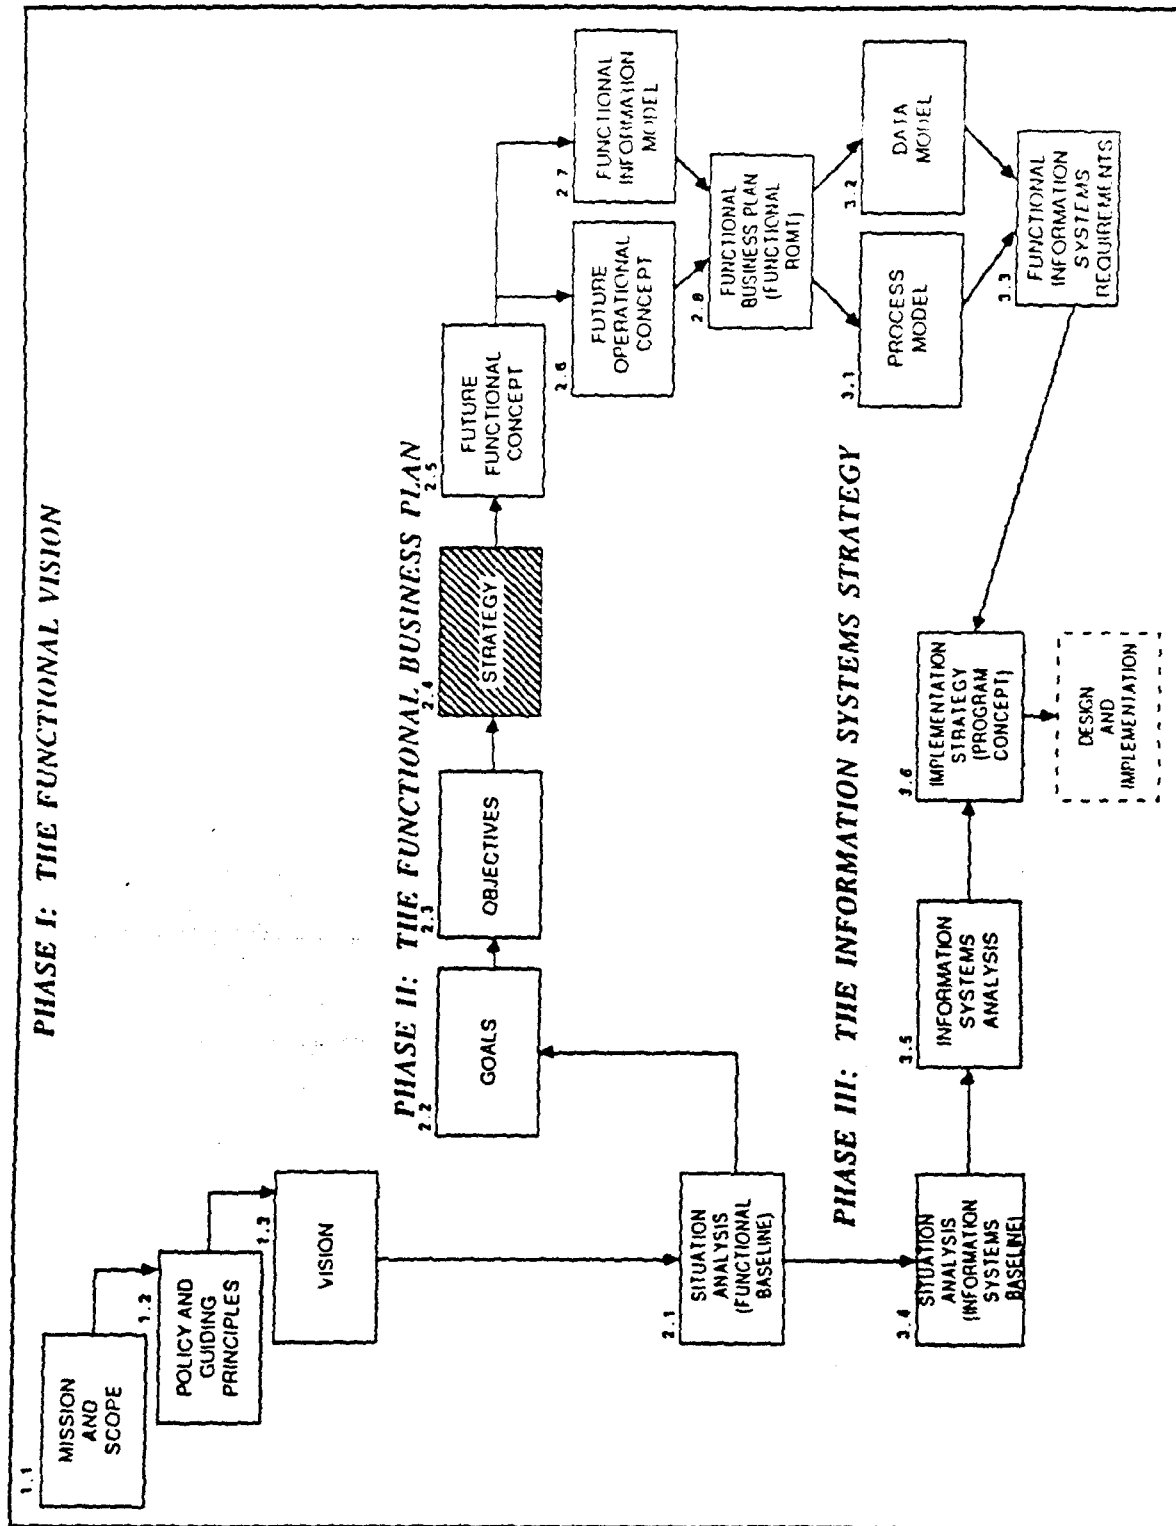 PHASE I: THE FUNCTIONAL VISION
1.1
MISSION
AND
SCOPE
1.2
POLICY AND
GUIDING
PRINCIPLES
1.3
VISION
PHASE II: THE FUNCTIONAL BUSINESS PLAN
2.1
SITUATION
ANALYSIS
(FUNCTIONAL
BASELINE)
2.2
GOALS
2.3
OBJECTIVES
2.4
STRATEGY
2.5
FUTURE
FUNCTIONAL
CONCEPT
2.6
FUTURE
OPERATIONAL
CONCEPT
2.7
FUNCTIONAL
INFORMATION
MODEL
2.8
FUNCTIONAL
BUSINESS PLAN
(FUNCTIONAL
RQMT)
PHASE III: THE INFORMATION SYSTEMS STRATEGY
3.1
PROCESS
MODEL
3.2
DATA
MODEL
3.3
FUNCTIONAL
INFORMATION
SYSTEMS
REQUIREMENTS
3.4
SITUATION
ANALYSIS
(INFORMATION
SYSTEMS
BASELINE)
3.5
INFORMATION
SYSTEMS
ANALYSIS
3.6
IMPLEMENTATION
STRATEGY
(PROGRAM
CONCEPT)
DESIGN
AND
IMPLEMENTATION